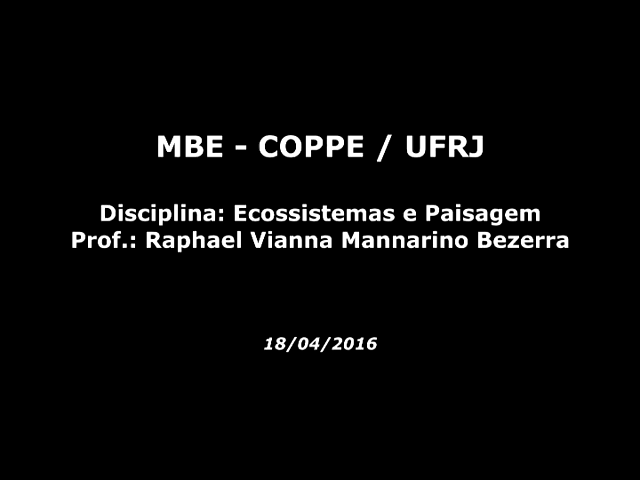 MBE - COPPE / UFRJ
Disciplina: Ecossistemas e Paisagem
Prof.: Raphael Vianna Mannarino Bezerra
18/04/2016